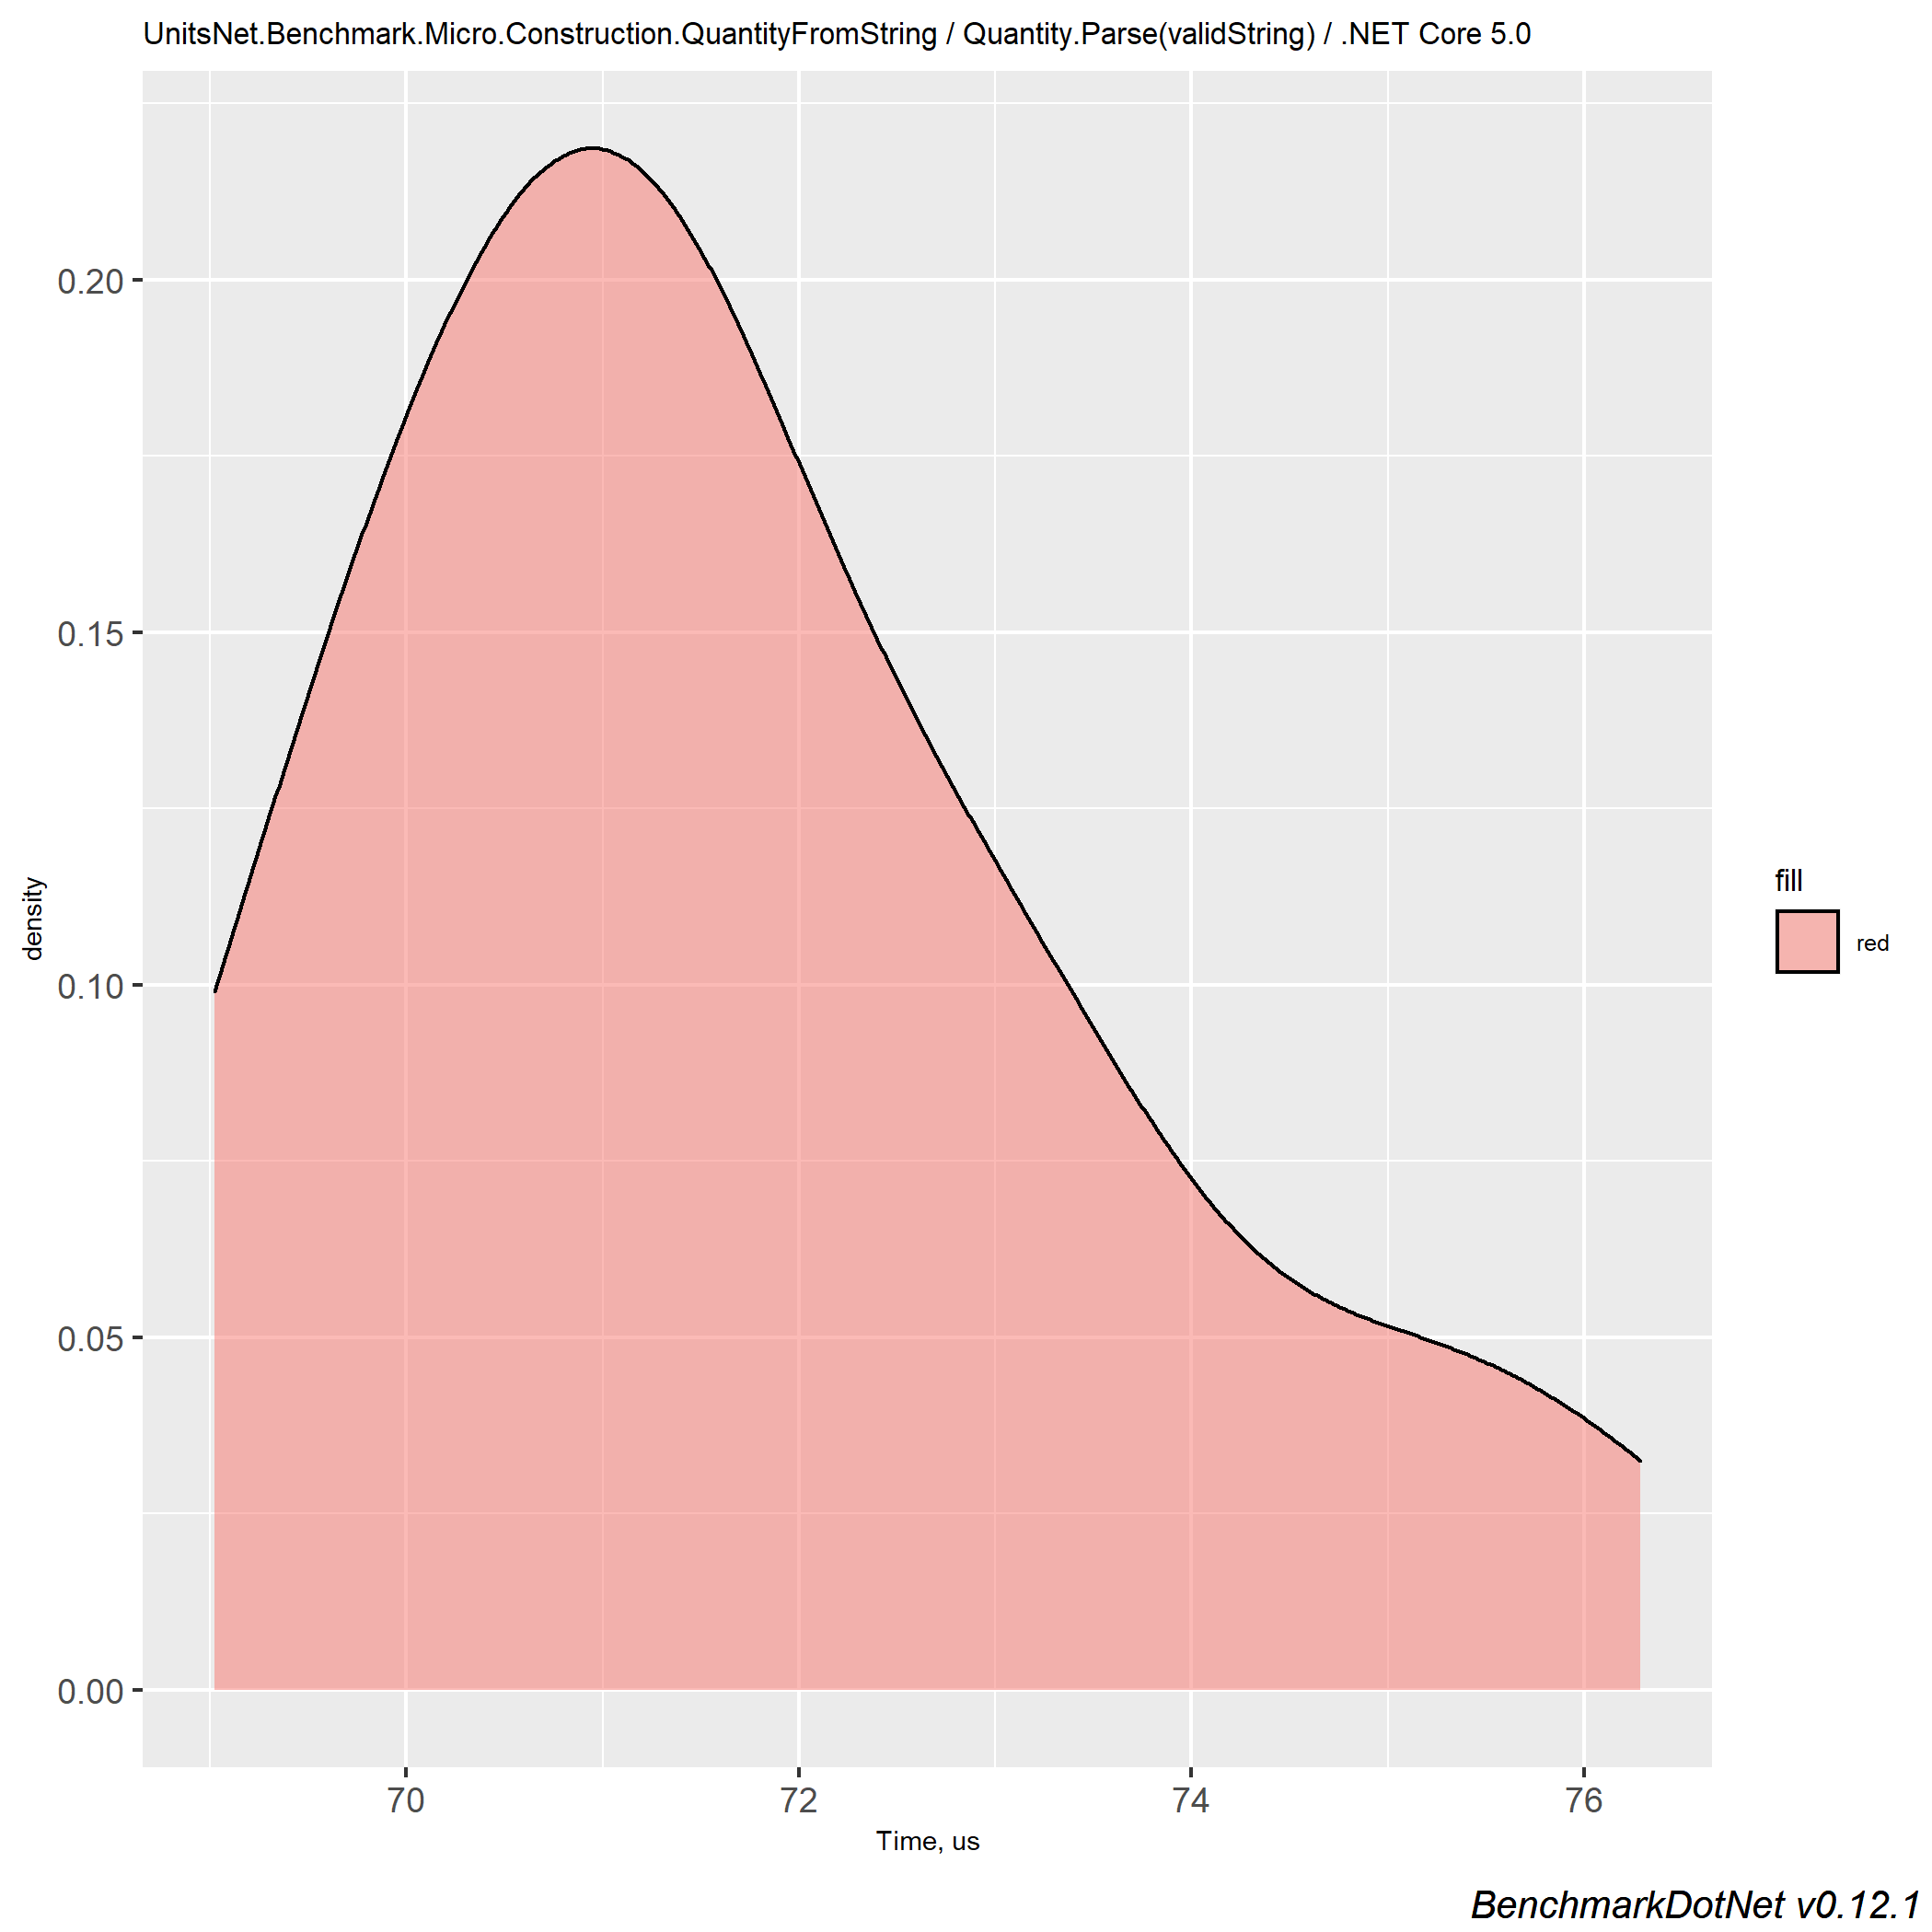 UnitsNet.Benchmark.Micro.Construction.QuantityFromString / Quantity.Parse(validString) / .NET Core 5.0
0.20
0.15
0.10
0.05
0.00
density
70 72 74 76
Time, us
fill
red
BenchmarkDotNet v0.12.1